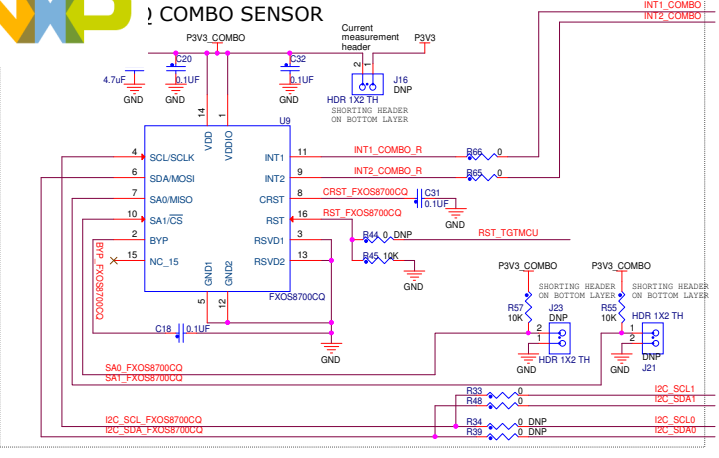 COMBO SENSOR
INT1_COMBO
INT2_COMBO
P3V3_COMBO
Current
measurement
header
P3V3
C20
C32
4.7uF
0.1UF
0.1UF
2
1
J16
DNP
GND
GND
GND
HDR 1X2 TH
SHORTING HEADER
ON BOTTOM LAYER
14
1
U9
VDD
VDDIO
4
SCL/SCLK
INT1
11
INT1_COMBO_R
R66
0
6
SDA/MOSI
INT2
9
INT2_COMBO_R
R65
0
7
SA0/MISO
CRST
8
CRST_FXOS8700CQ
C31
0.1UF
GND
10
SA1/CS
RST
16
RST_FXOS8700CQ
2
BYP
RSVD1
3
R44
0
DNP
RST_TGTMCU
15
NC_15
RSVD2
13
R45
10K
GND
BYP_FXOS8700CQ
GND1
GND2
5
12
FXOS8700CQ
P3V3_COMBO
P3V3_COMBO
SHORTING HEADER
ON BOTTOM LAYER
SHORTING HEADER
ON BOTTOM LAYER
R57
10K
J23
DNP
R55
10K
HDR 1X2 TH
C18
0.1UF
2
1
1
2
GND
GND
HDR 1X2 TH
GND
DNP
J21
SA0_FXOS8700CQ
SA1_FXOS8700CQ
R33
0
I2C_SCL1
R48
0
I2C_SDA1
I2C_SCL_FXOS8700CQ
R34
0
DNP
I2C_SCL0
I2C_SDA_FXOS8700CQ
R39
0
DNP
I2C_SDA0